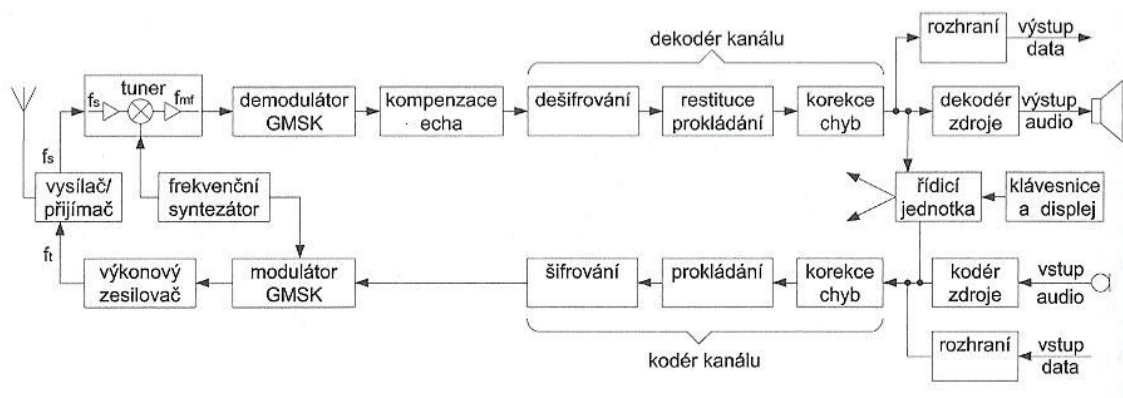 dekodér kanálu
rozhraní
výstup
data
tuner
fs
fmf
demodulátor
GMSK
kompenzace
echa
dešifrování
restituce
prokládání
korekce
chyb
dekodér
zdroje
výstup
audio
fs
vysílač/
přijímač
frekvenční
syntezátor
řídicí
jednotka
klávesnice
a displej
ft
výkonový
zesilovač
modulátor
GMSK
šifrování
prokládání
korekce
chyb
kodér
zdroje
vstup
audio
kodér kanálu
rozhraní
vstup
data